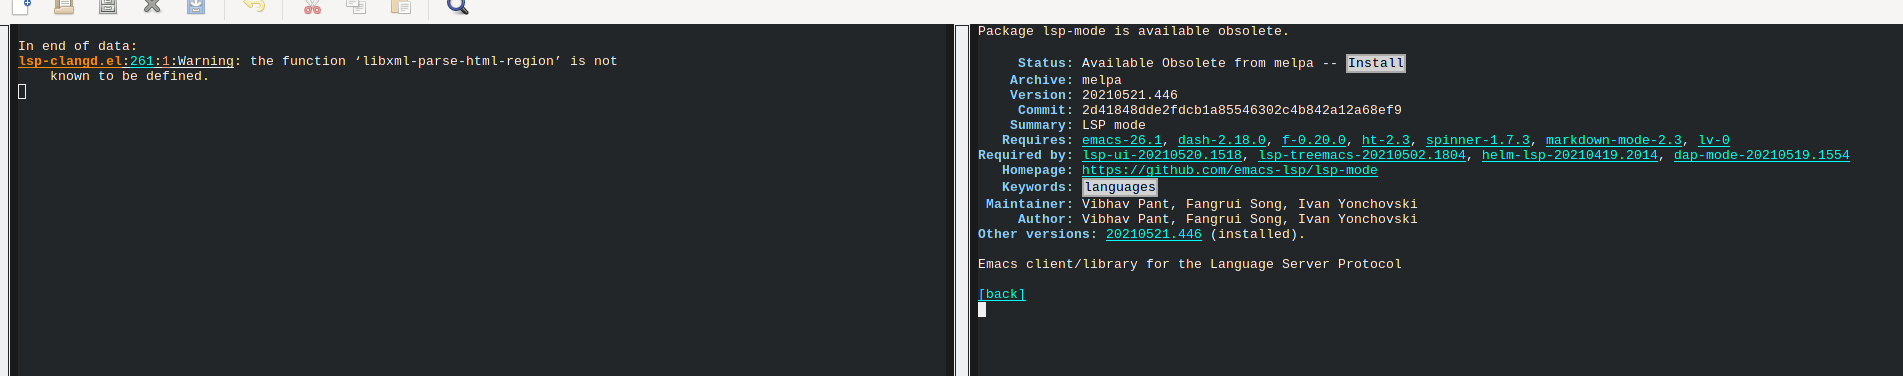 In end of data:
lsp-clangd.el:261:1:Warning: the function ‘libxml-parse-html-region’ is not
known to be defined.
Package lsp-mode is available obsolete.
Status: Available Obsolete from melpa -- Install
Archive: melpa
Version: 20210521.446
Commit: 2d41848dde2fdcb1a85546302c4b842a12a68ef9
Summary: LSP mode
Requires: emacs-26.1, dash-2.18.0, f-0.20.0, ht-2.3, spinner-1.7.3, markdown-mode-2.3, lv-0
Required by: lsp-ui-20210520.1518, lsp-treemacs-20210502.1804, helm-lsp-20210419.2014, dap-mode-20210519.1554
Homepage: https://github.com/emacs-lsp/lsp-mode
Keywords: languages
Maintainer: Vibhav Pant, Fangrui Song, Ivan Yonchovski
Author: Vibhav Pant, Fangrui Song, Ivan Yonchovski
Other versions: 20210521.446 (installed).
Emacs client/library for the Language Server Protocol
[back]